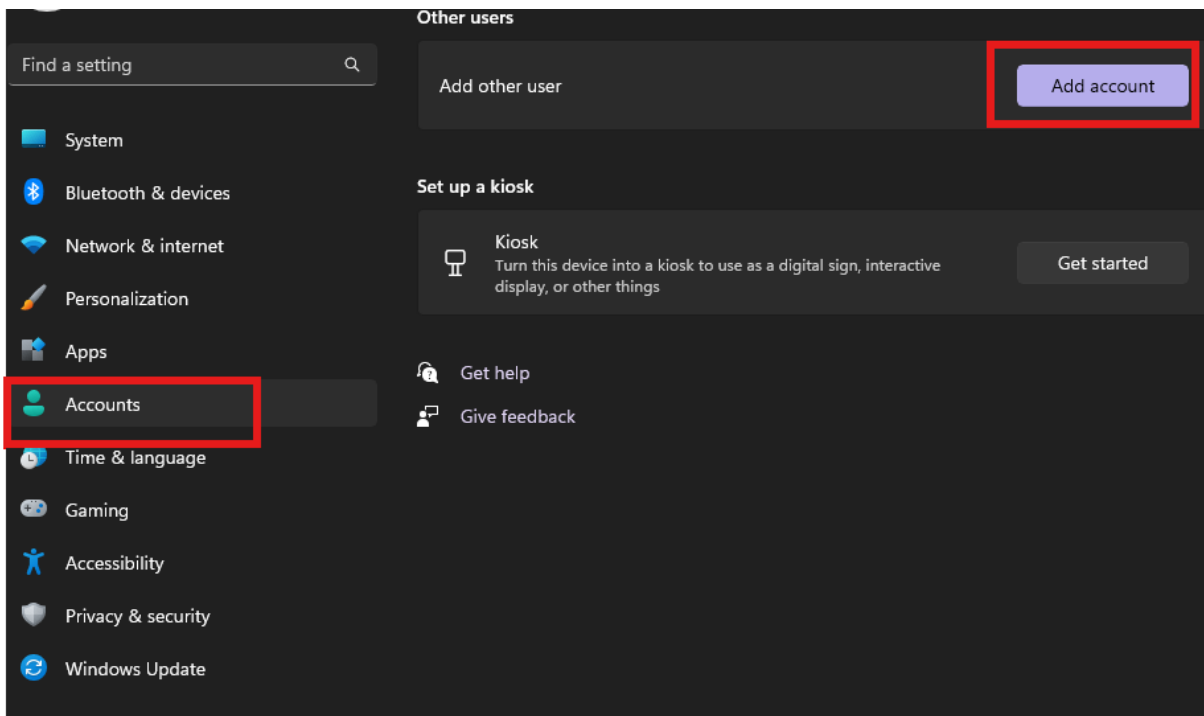 Other users
Find a setting
Add other user
Add account
System
Bluetooth & devices
Network & internet
Personalization
Apps
Accounts
Time & language
Gaming
Accessibility
Privacy & security
Windows Update
Set up a kiosk
Kiosk
Turn this device into a kiosk to use as a digital sign, interactive
display, or other things
Get started
Get help
Give feedback